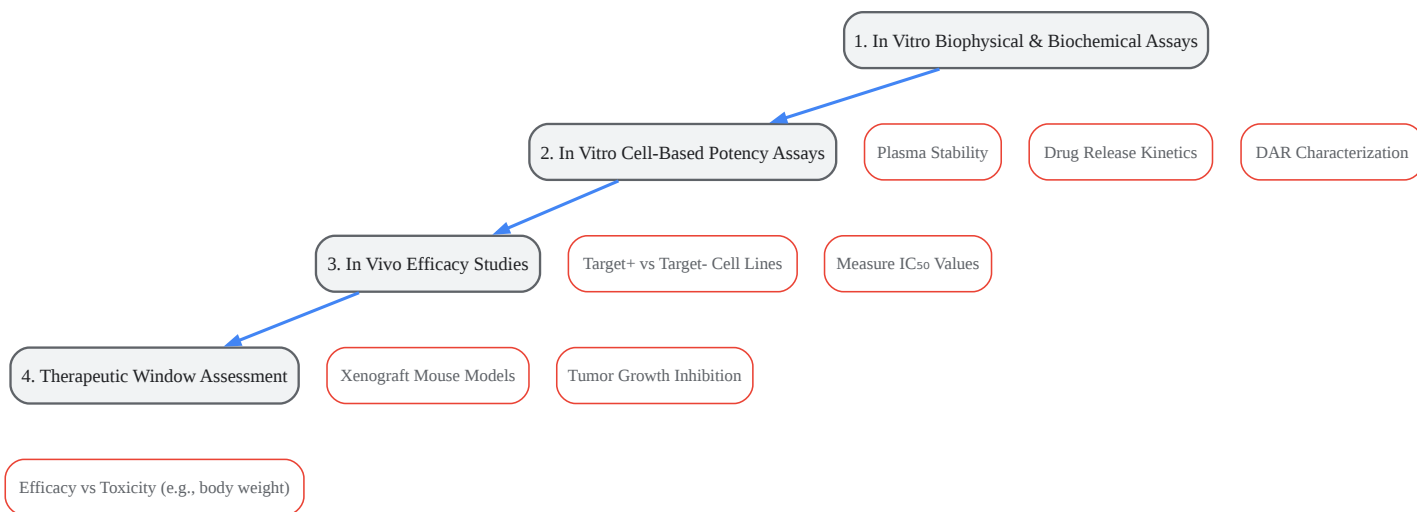 1. In Vitro Biophysical & Biochemical Assays
2. In Vitro Cell-Based Potency Assays
Plasma Stability
Drug Release Kinetics
DAR Characterization
3. In Vivo Efficacy Studies
Target+ vs Target- Cell Lines
Measure IC₅₀ Values
4. Therapeutic Window Assessment
Xenograft Mouse Models
Tumor Growth Inhibition
Efficacy vs Toxicity (e.g., body weight)